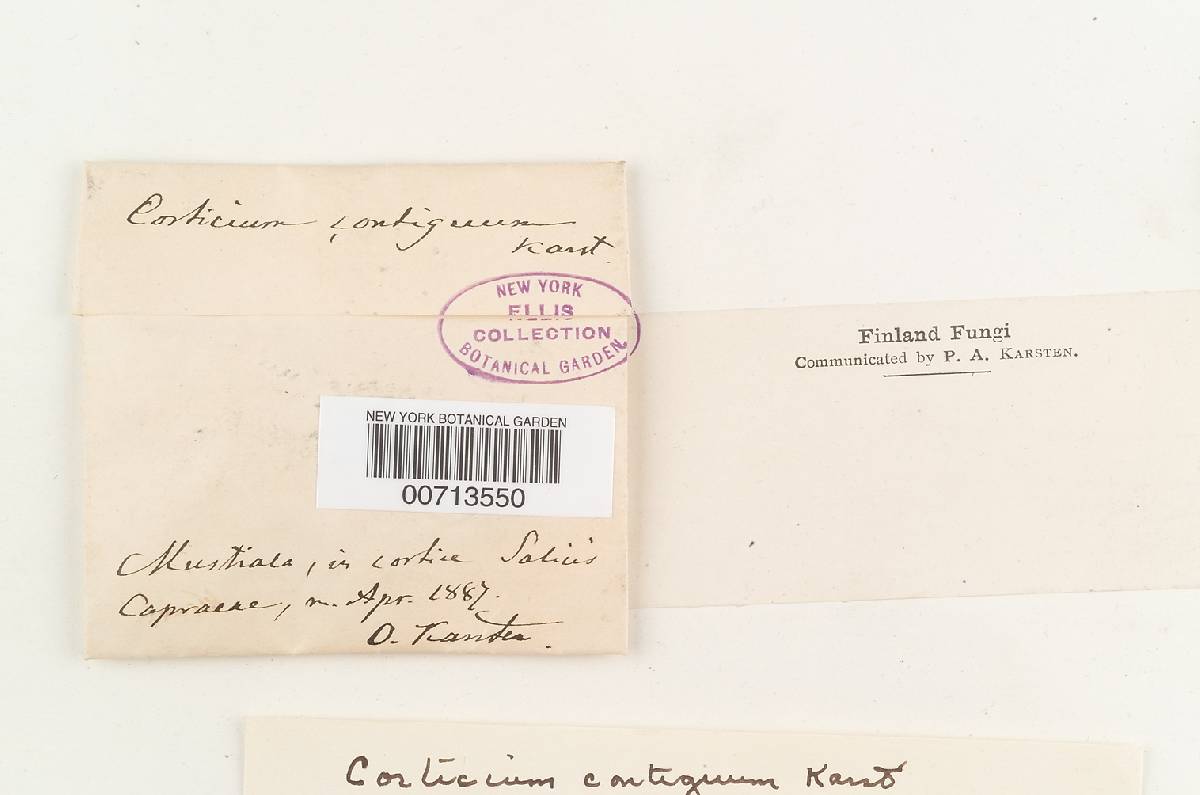 Corticium contiguum
Karst.
NEW YORK
ELLIS
COLLECTION
BOTANICAL GARDEN
NEW YORK BOTANICAL GARDEN
00713550
Mustiala, in cortice Salicis
Capraeae, m. Apr. 1887.
O. Karsten.
Finland Fungi
Communicated by P. A. KARSTEN.
Corticium contiguum Karst